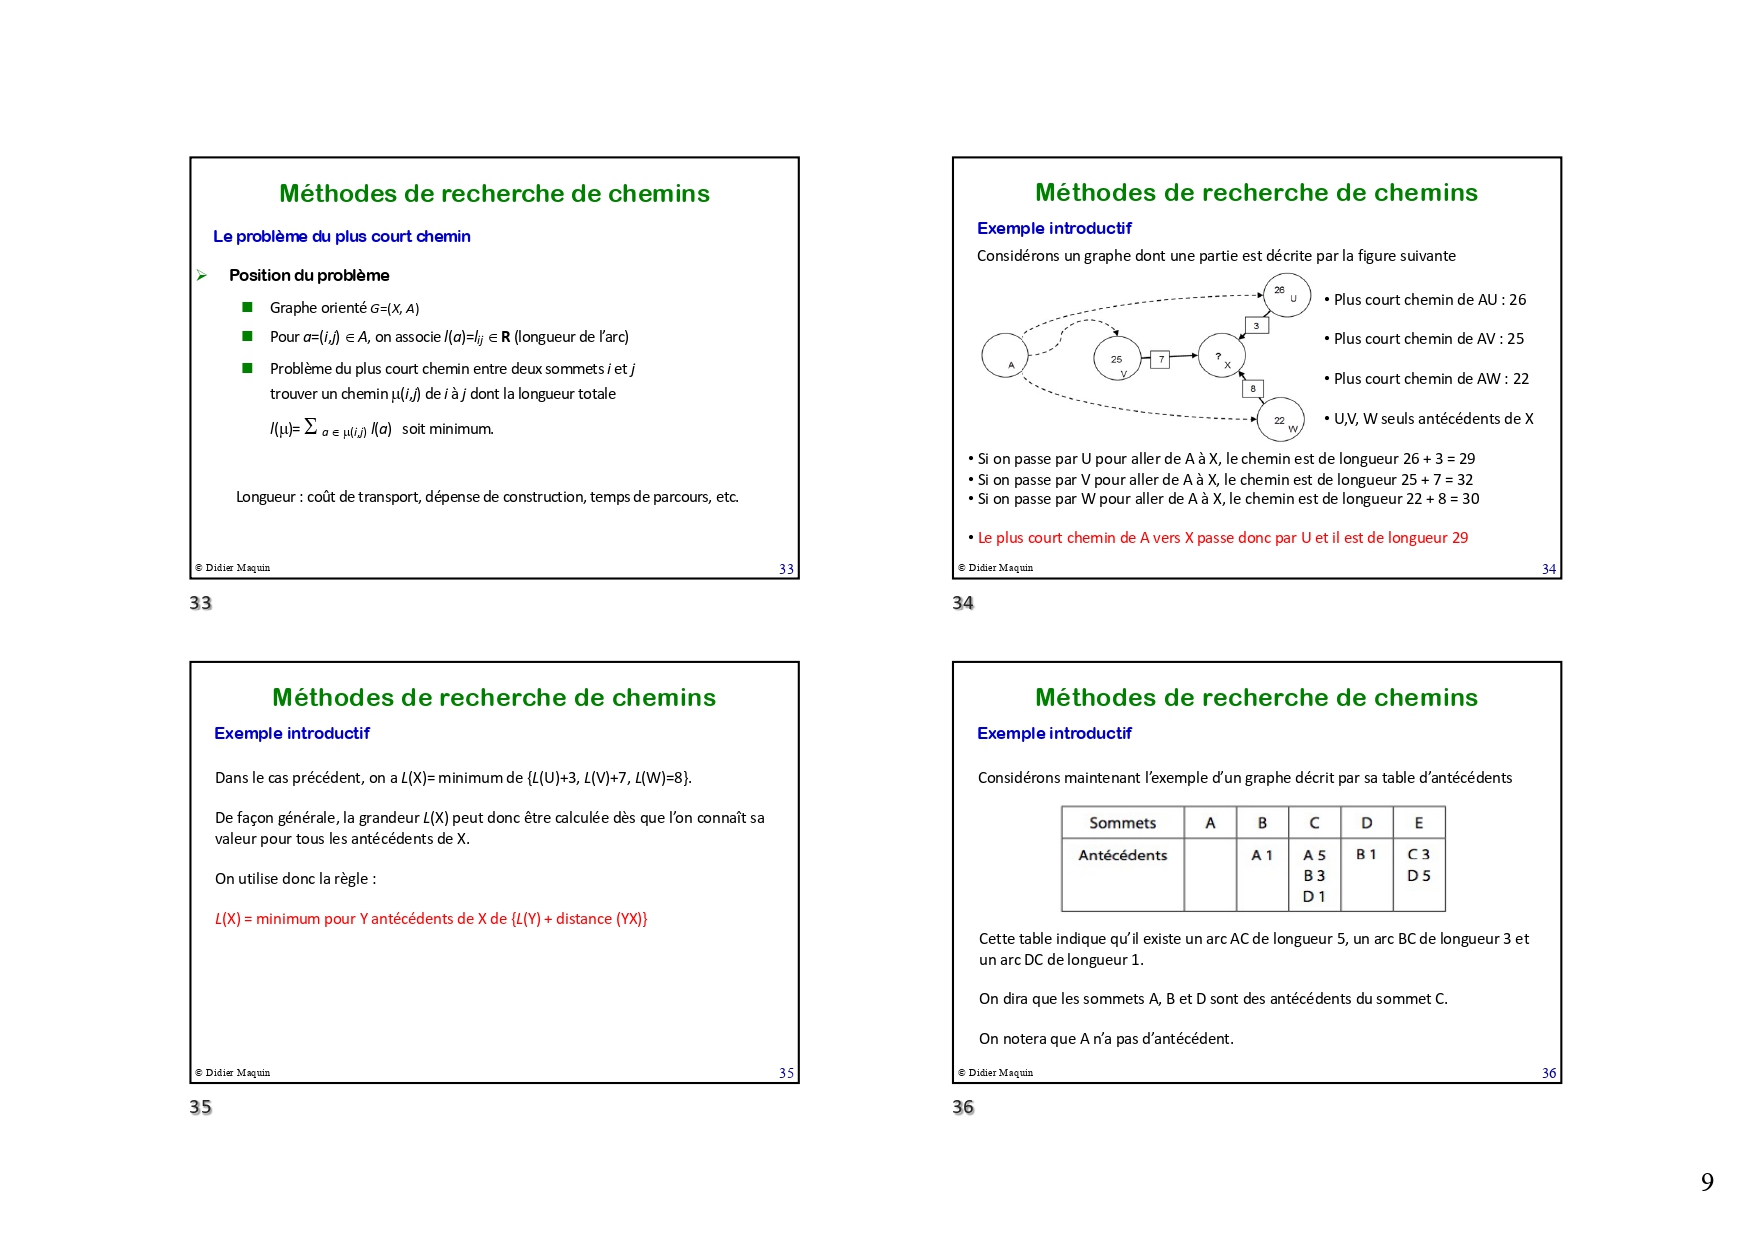 Méthodes de recherche de chemins
Le problème du plus court chemin
➢ Position du problème
■ Graphe orienté G=(X, A)
■ Pour a=(i,j) ∈ A, on associe l(a)=lij ∈ R (longueur de l’arc)
■ Problème du plus court chemin entre deux sommets i et j
trouver un chemin μ(i,j) de i à j dont la longueur totale
l(μ)= Σ a ∈ μ(i,j) l(a) soit minimum.
Longueur : coût de transport, dépense de construction, temps de parcours, etc.
© Didier Maquin 33
33
Méthodes de recherche de chemins
Exemple introductif
Considérons un graphe dont une partie est décrite par la figure suivante
26 U
3
A
25 V
7
? X
8
22 W
• Plus court chemin de AU : 26
• Plus court chemin de AV : 25
• Plus court chemin de AW : 22
• U,V, W seuls antécédents de X
• Si on passe par U pour aller de A à X, le chemin est de longueur 26 + 3 = 29
• Si on passe par V pour aller de A à X, le chemin est de longueur 25 + 7 = 32
• Si on passe par W pour aller de A à X, le chemin est de longueur 22 + 8 = 30
• Le plus court chemin de A vers X passe donc par U et il est de longueur 29
© Didier Maquin 34
34
Méthodes de recherche de chemins
Exemple introductif
Dans le cas précédent, on a L(X)= minimum de {L(U)+3, L(V)+7, L(W)=8}.
De façon générale, la grandeur L(X) peut donc être calculée dès que l’on connaît sa
valeur pour tous les antécédents de X.
On utilise donc la règle :
L(X) = minimum pour Y antécédents de X de {L(Y) + distance (YX)}
© Didier Maquin 35
35
Méthodes de recherche de chemins
Exemple introductif
Considérons maintenant l’exemple d’un graphe décrit par sa table d’antécédents
Sommets A B C D E
Antécédents A 1 A 5 B 1 C 3
B 3 D 5
D 1
Cette table indique qu’il existe un arc AC de longueur 5, un arc BC de longueur 3 et
un arc DC de longueur 1.
On dira que les sommets A, B et D sont des antécédents du sommet C.
On notera que A n’a pas d’antécédent.
© Didier Maquin 36
36
9